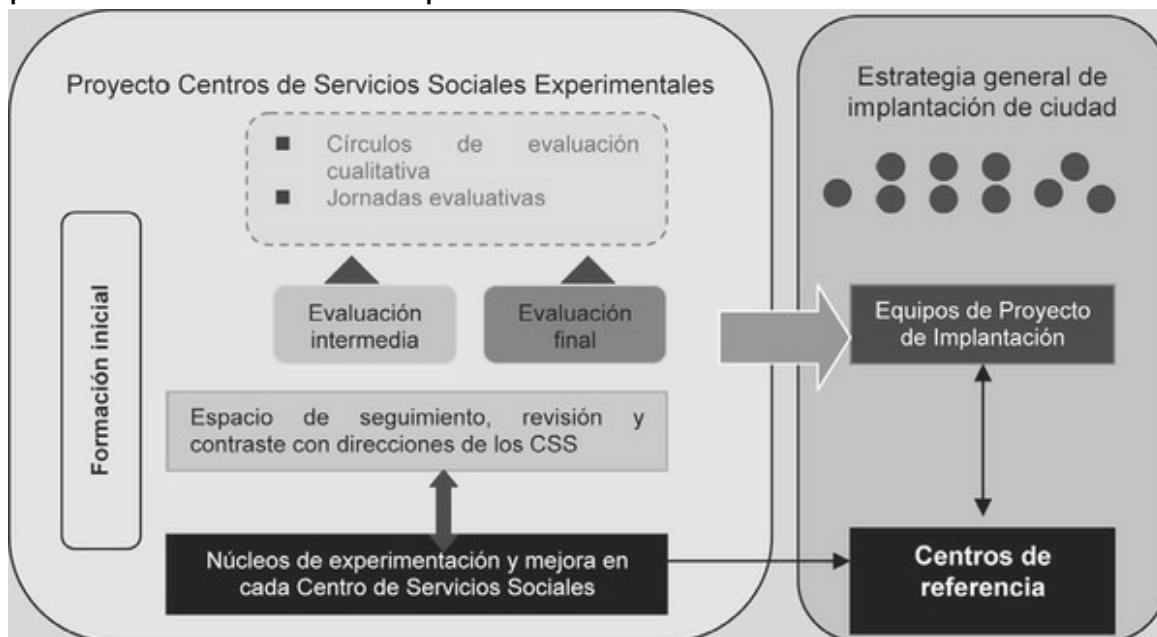 Proyecto Centros de Servicios Sociales Experimentales
Círculos de evaluación
cualitativa
Jornadas evaluativas
Formación inicial
Evaluación
intermedia
Evaluación
final
Espacio de seguimiento, revisión y
contraste con direcciones de los CSS
Núcleos de experimentación y mejora en
cada Centro de Servicios Sociales
Estrategia general de
implantación de ciudad
Equipos de Proyecto
de Implantación
Centros de
referencia